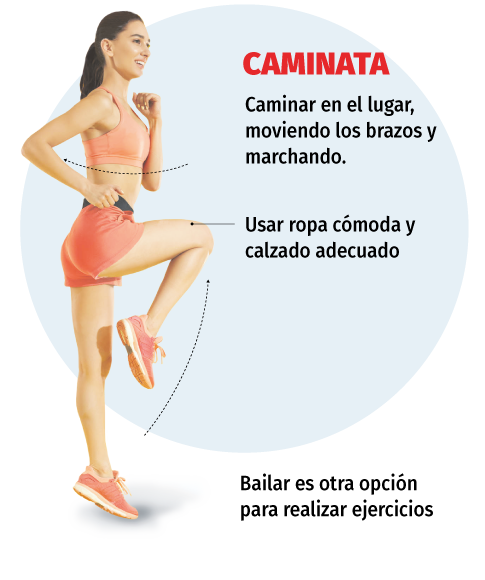 CAMINATA
Caminar en el lugar,
moviendo los brazos y
marchando.
Usar ropa cómoda y
calzado adecuado
Bailar es otra opción
para realizar ejercicios